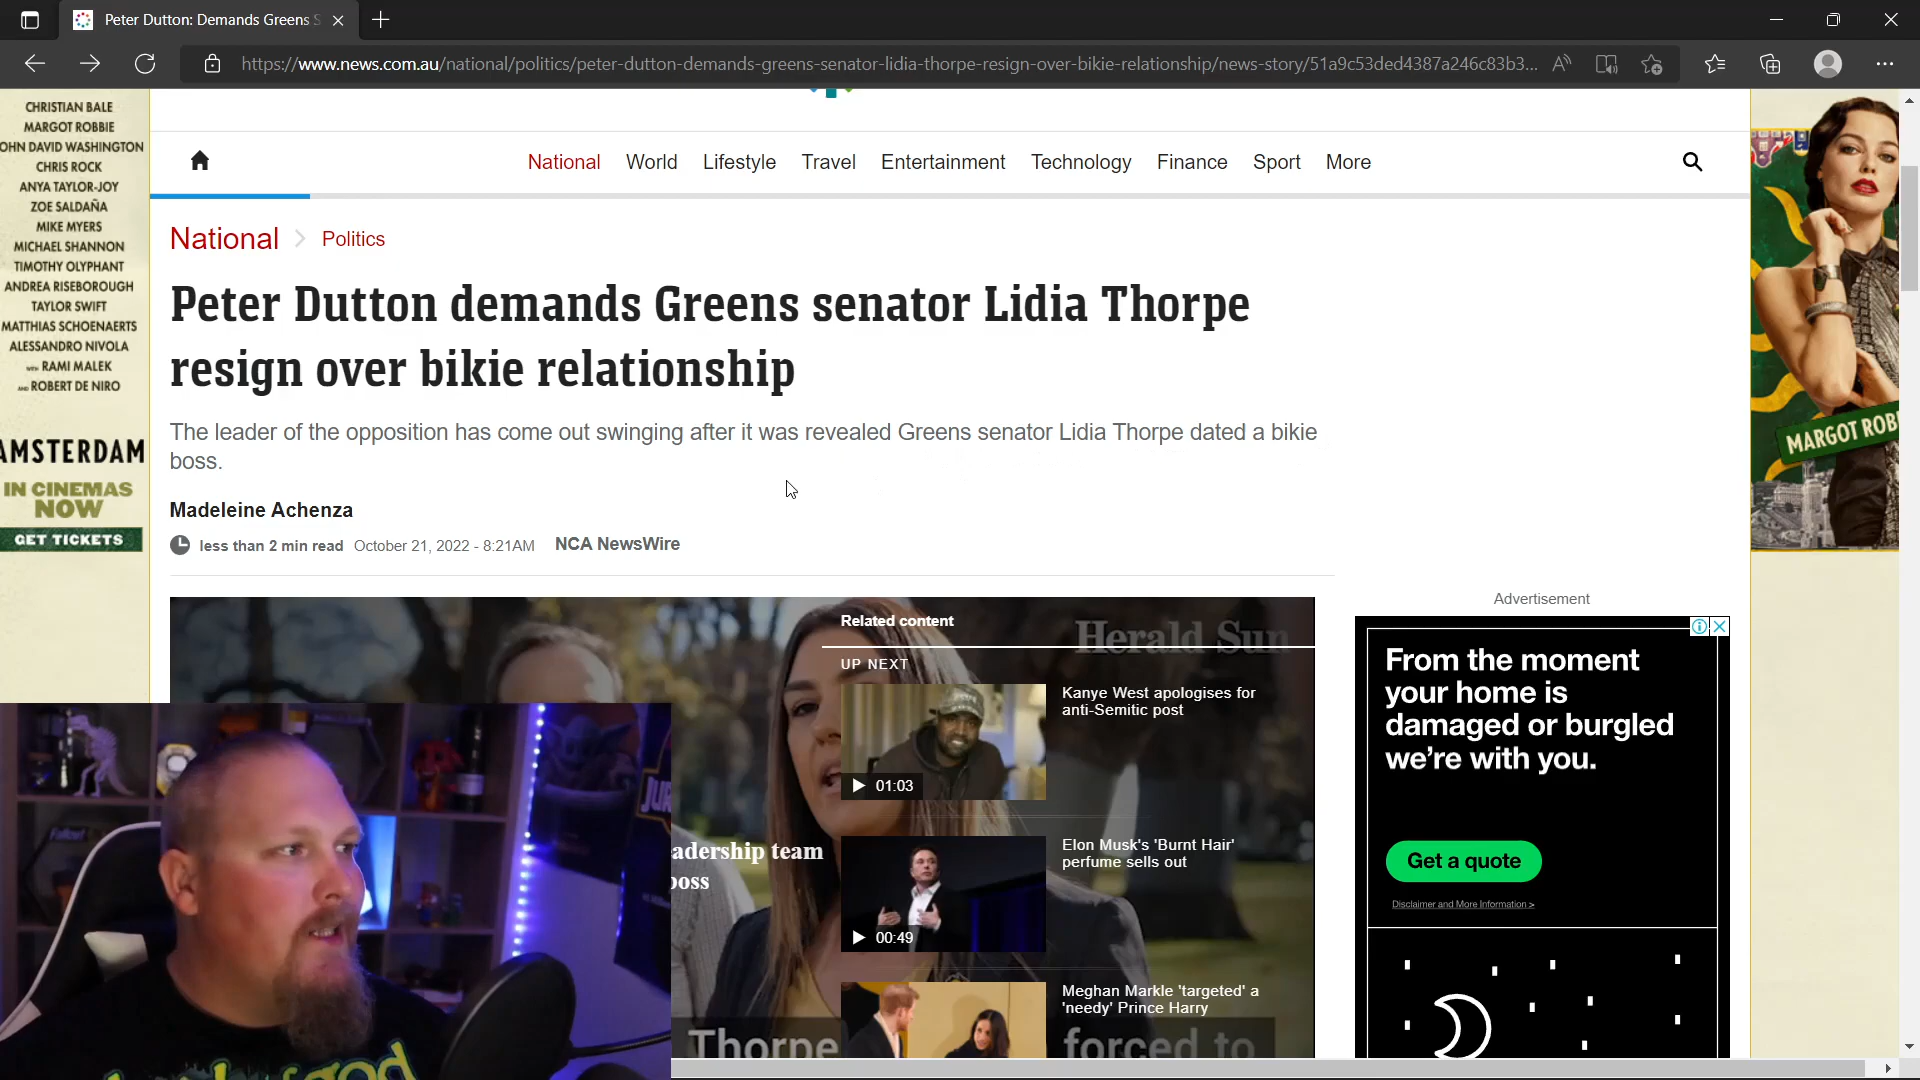 Peter Dutton: Demands Greens S
https://www.news.com.au/national/politics/peter-dutton-demands-greens-senator-lidia-thorpe-resign-over-bikie-relationship/news-story/51a9c53ded4387a246c83b3...
CHRISTIAN BALE
MARGOT ROBBIE
OHN DAVID WASHINGTON
CHRIS ROCK
ANYA TAYLOR-JOY
ZOE SALDAÑA
MIKE MYERS
MICHAEL SHANNON
TIMOTHY OLYPHANT
ANDREA RISEBOROUGH
TAYLOR SWIFT
MATTHIAS SCHOENAERTS
ALESSANDRO NIVOLA
WITH RAMI MALEK
AND ROBERT DE NIRO
AMSTERDAM
IN CINEMAS
NOW
GET TICKETS
National World Lifestyle Travel Entertainment Technology Finance Sport More
National > Politics
Peter Dutton demands Greens senator Lidia Thorpe
resign over bikie relationship
The leader of the opposition has come out swinging after it was revealed Greens senator Lidia Thorpe dated a bikie
boss.
Madeleine Achenza
less than 2 min read October 21, 2022 - 8:21AM NCA NewsWire
Herald Sun
Related content
UP NEXT
Kanye West apologises for
anti-Semitic post
01:03
Elon Musk's 'Burnt Hair'
perfume sells out
00:49
Meghan Markle 'targeted' a
'needy' Prince Harry
adership team
boss
Thorpe
forced to
Advertisement
From the moment
your home is
damaged or burgled
we're with you.
Get a quote
Disclaimer and More Information >
MARGOT ROB